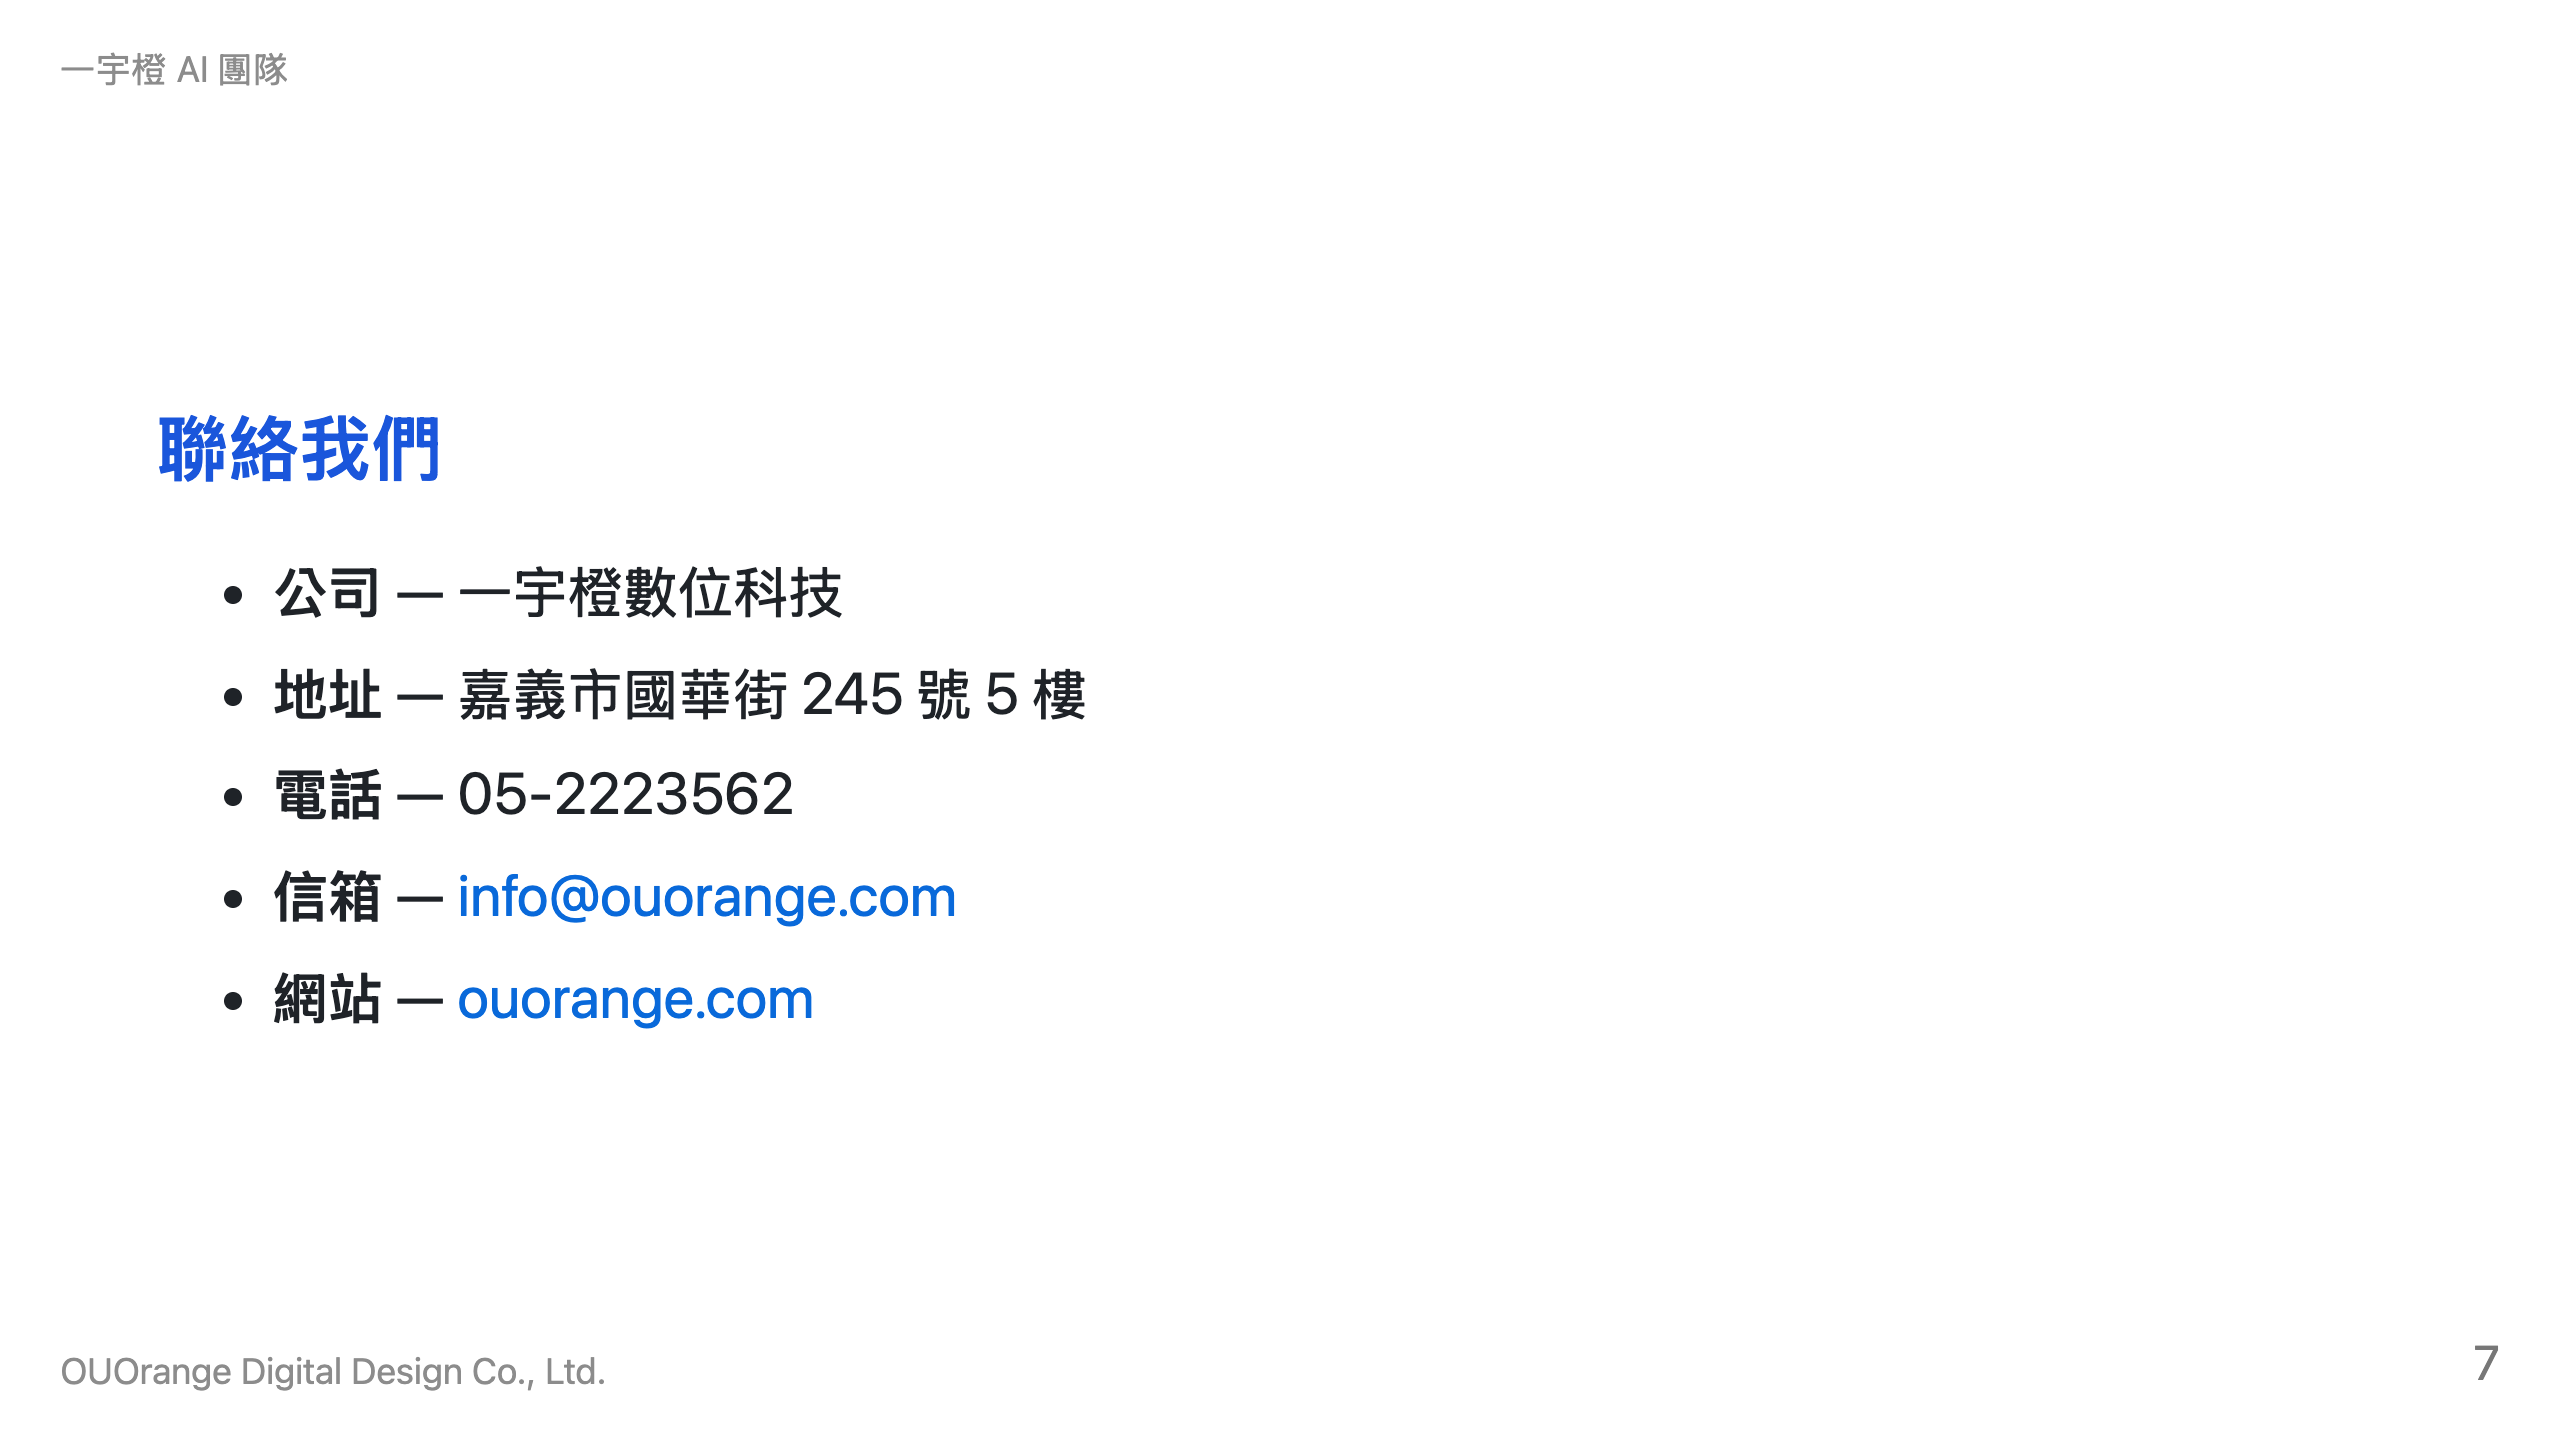 一宇橙 AI 團隊
聯絡我們
• 公司 — 一宇橙數位科技
• 地址 — 嘉義市國華街 245 號 5 樓
• 電話 — 05-2223562
• 信箱 — info@ouorange.com
• 網站 — ouorange.com
OUOrange Digital Design Co., Ltd.
7